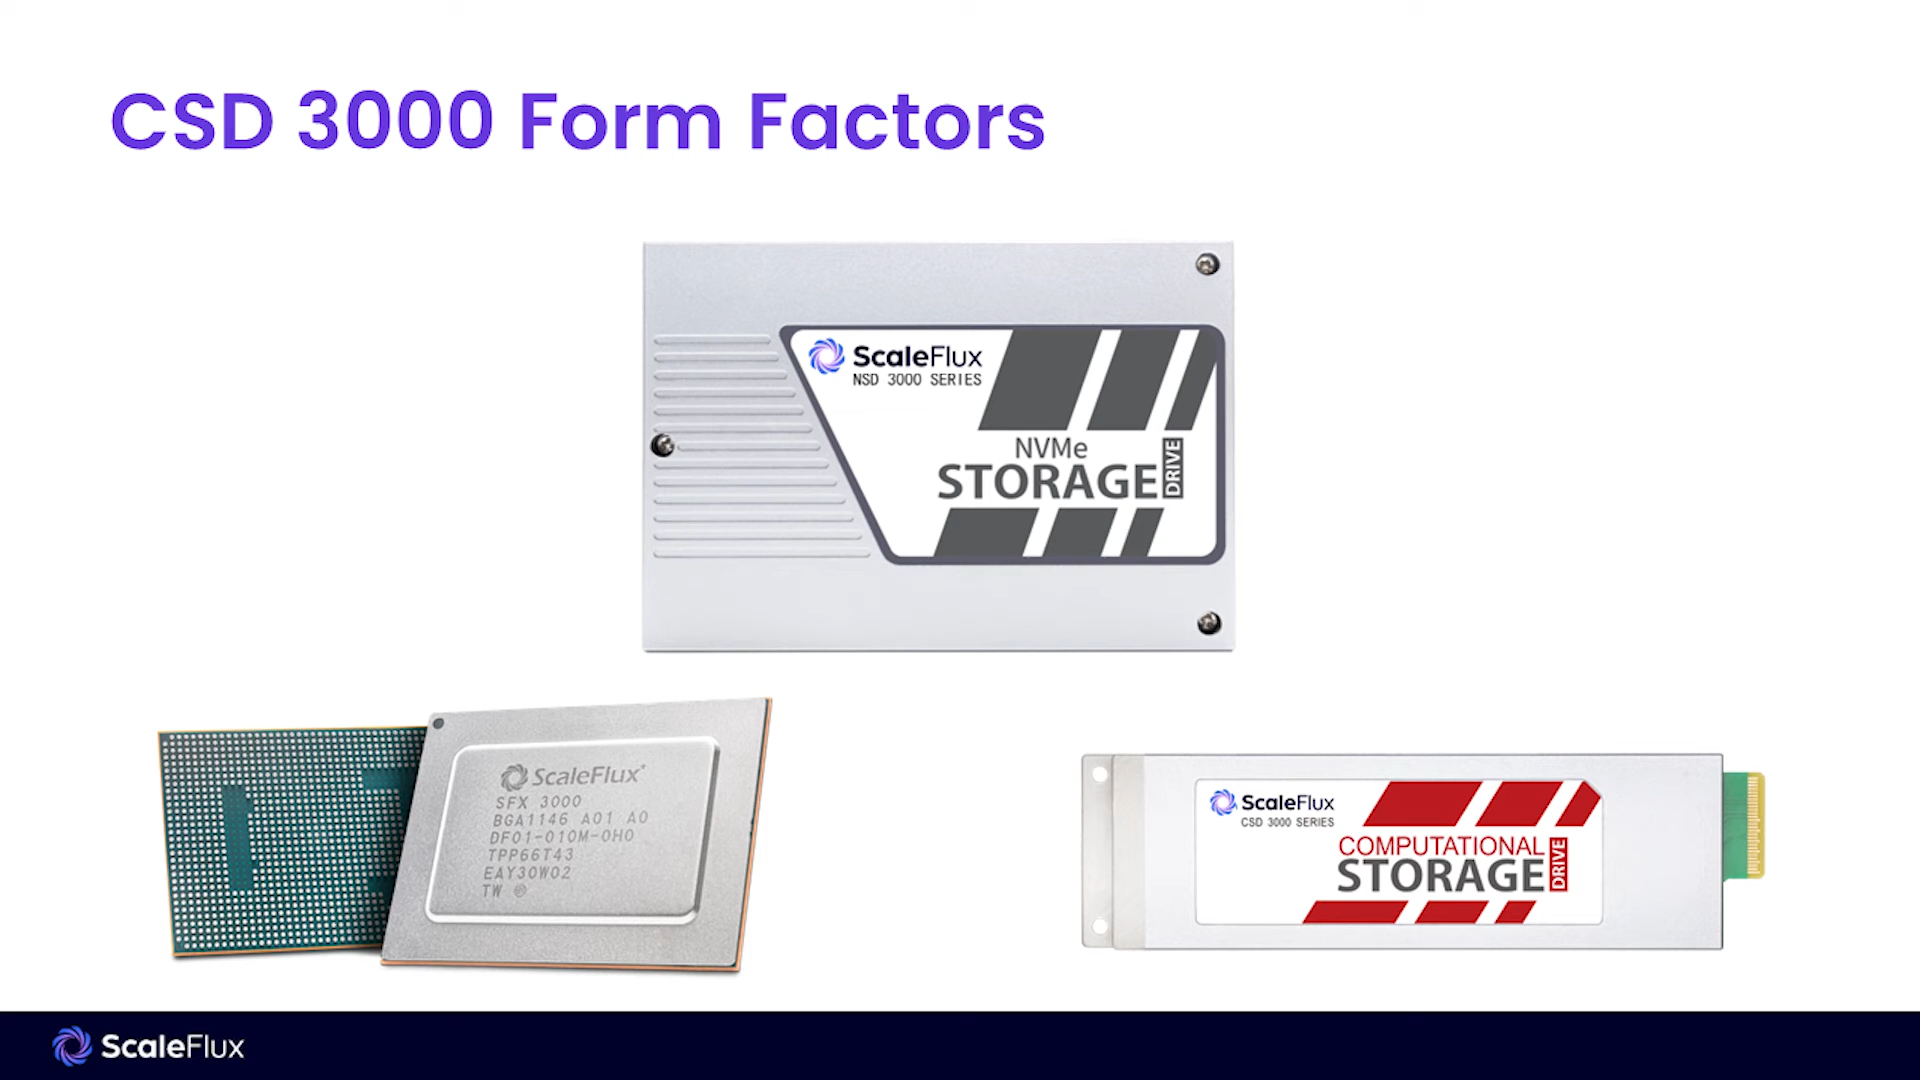 CSD 3000 Form Factors
ScaleFlux
NSD 3000 SERIES
NVMe
STORAGE
DRIVE
ScaleFlux
SFX 3000
BGA1146 A01 A0
DF01-010M-0H0
TPP66T43
EAY30W02
TW
ScaleFlux
CSD 3000 SERIES
COMPUTATIONAL
STORAGE
DRIVE
ScaleFlux